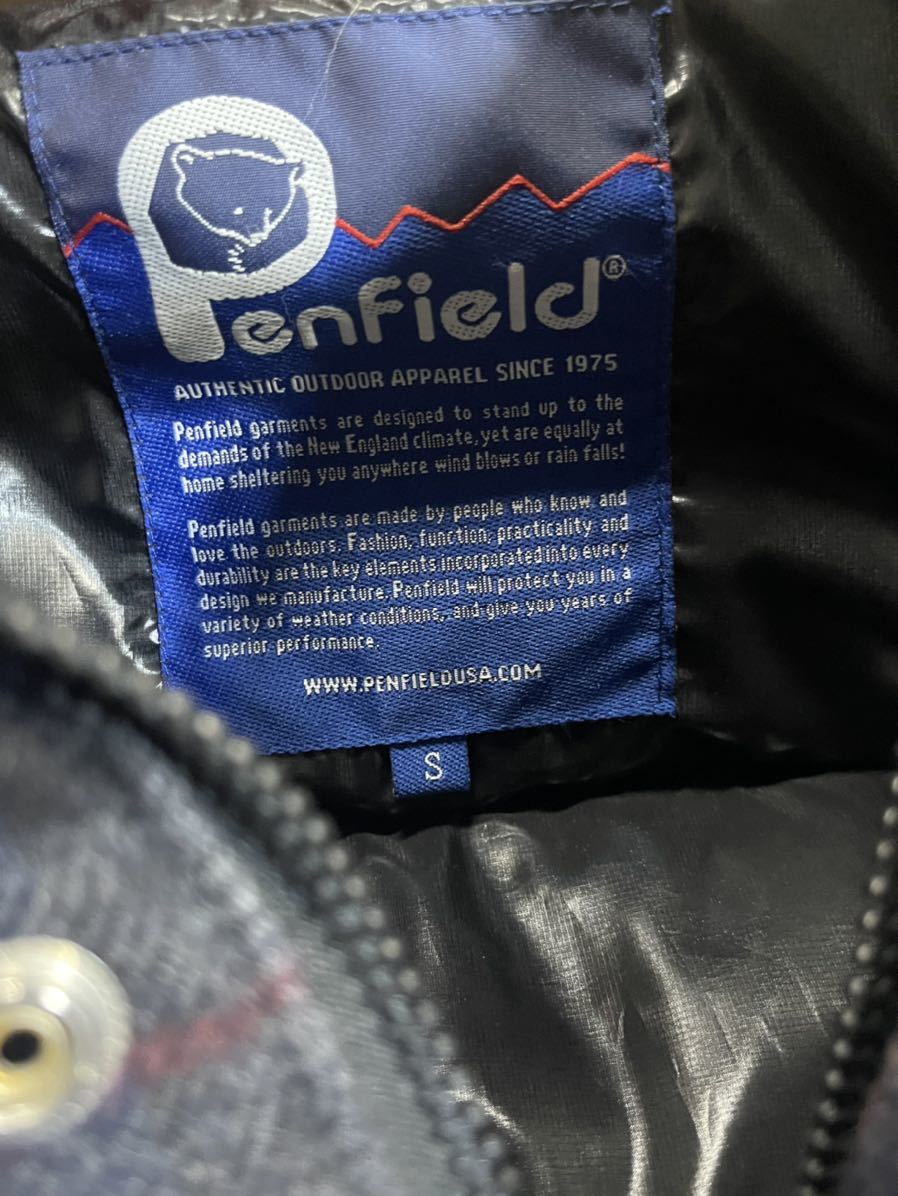 Penfield®
AUTHENTIC OUTDOOR APPAREL SINCE 1975
Penfield garments are designed to stand up to the
demands of the New England climate, yet are equally at
home sheltering you anywhere wind blows or rain falls!
Penfield garments are made by people who know and
love the outdoors. Fashion, function, practicality and
durability are the key elements incorporated into every
design we manufacture. Penfield will protect you in a
variety of weather conditions, and give you years of
superior performance.
WWW.PENFIELDUSA.COM
S